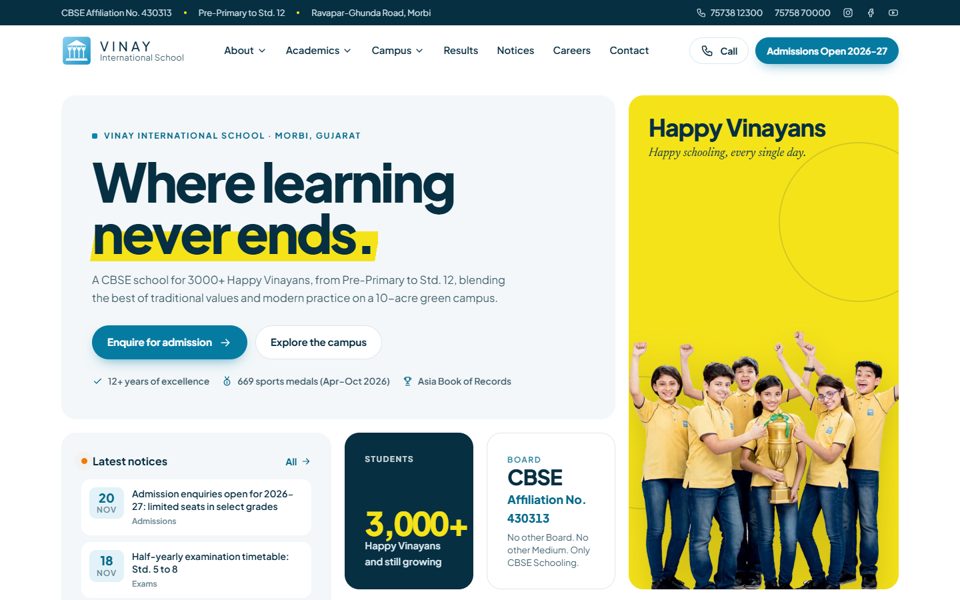 CBSE Affiliation No. 430313 • Pre-Primary to Std. 12 • Ravapar-Ghunda Road, Morbi
75738 12300 75758 70000
VINAY
International School
About Academics Campus Results Notices Careers Contact
Call
Admissions Open 2026-27
VINAY INTERNATIONAL SCHOOL · MORBI, GUJARAT
Where learning
never ends.
A CBSE school for 3000+ Happy Vinayans, from Pre-Primary to Std. 12, blending
the best of traditional values and modern practice on a 10-acre green campus.
Enquire for admission →
Explore the campus
12+ years of excellence
669 sports medals (Apr–Oct 2026)
Asia Book of Records
Happy Vinayans
Happy schooling, every single day.
Latest notices
All →
20
NOV
Admission enquiries open for 2026–
27: limited seats in select grades
Admissions
18
NOV
Half-yearly examination timetable:
Std. 5 to 8
Exams
STUDENTS
3,000+
Happy Vinayans
and still growing
BOARD
CBSE
Affiliation No.
430313
No other Board. No
other Medium. Only
CBSE Schooling.